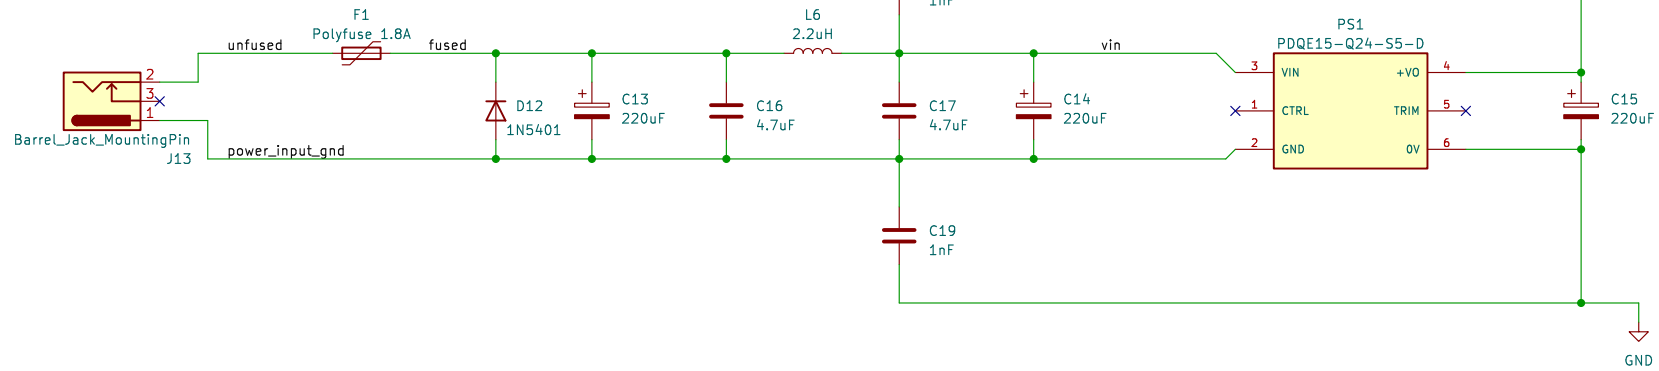 1nF
F1
Polyfuse_1.8A
L6
2.2uH
PS1
PDQE15-Q24-S5-D
unfused
fused
vin
2
3
1
Barrel_Jack_MountingPin
J13
power_input_gnd
D12
1N5401
+
C13
220uF
C16
4.7uF
C17
4.7uF
+
C14
220uF
3
VIN
+VO
4
1
CTRL
TRIM
5
2
GND
0V
6
+
C15
220uF
C19
1nF
GND